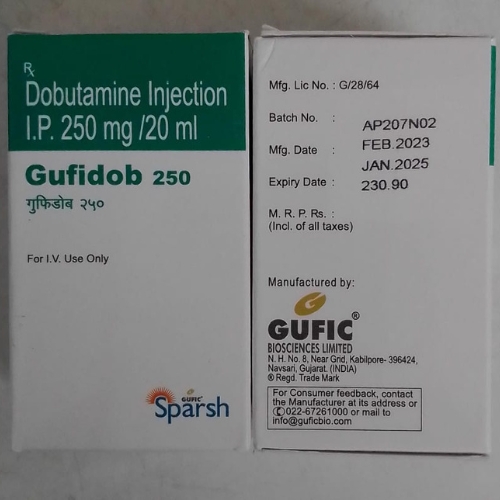 Rx
Dobutamine Injection
I.P. 250 mg /20 ml
Gufidob 250
गुफिडोब २५०
For I.V. Use Only
GUFIC
Sparsh
Mfg. Lic No. : G/28/64
Batch No. : AP207N02
Mfg. Date : FEB.2023
JAN.2025
Expiry Date : 230.90
M. R. P. Rs. :
(Incl. of all taxes)
Manufactured by:
GUFIC®
BIOSCIENCES LIMITED
N. H. No. 8, Near Grid, Kabilpore- 396424,
Navsari, Gujarat. (INDIA)
® Regd. Trade Mark
For Consumer feedback, contact
the Manufacturer at its address or
✆022-67261000 or mail to
info@guficbio.com